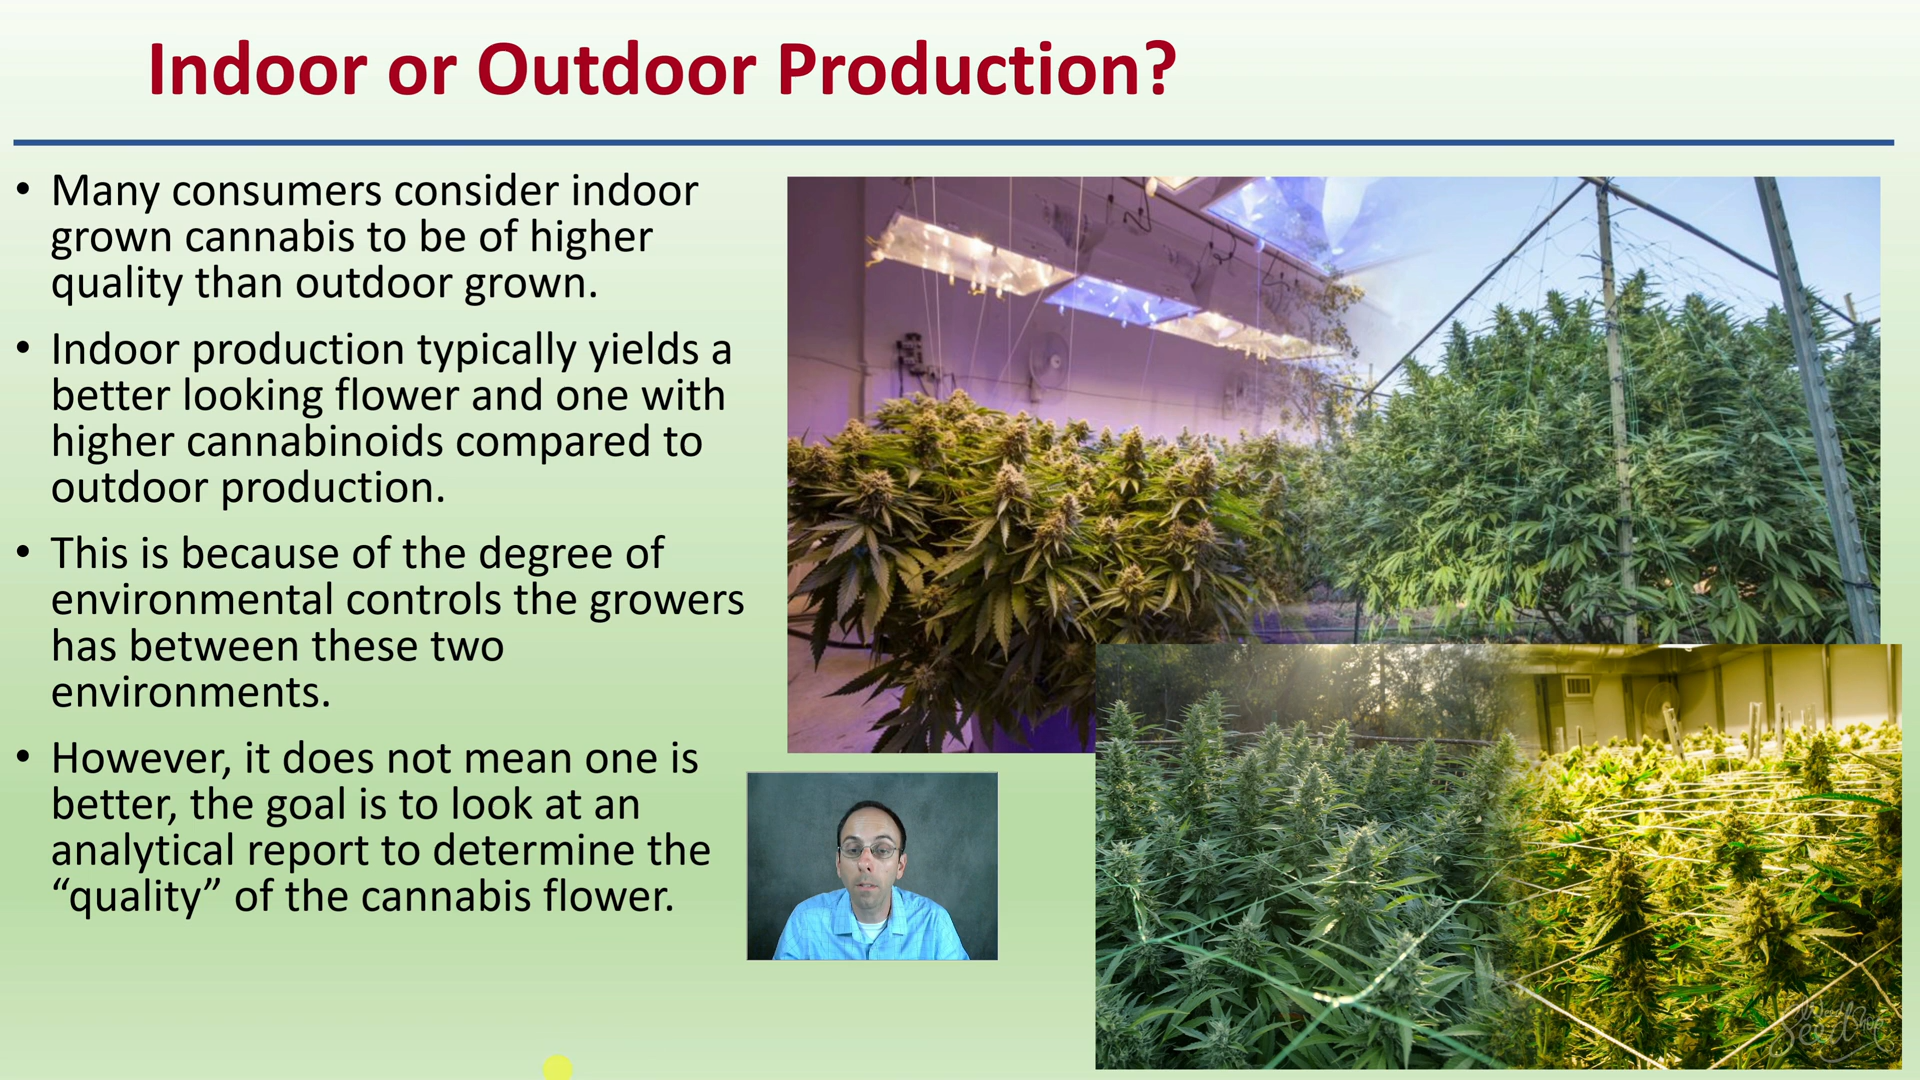 Indoor or Outdoor Production?
• Many consumers consider indoor
grown cannabis to be of higher
quality than outdoor grown.
• Indoor production typically yields a
better looking flower and one with
higher cannabinoids compared to
outdoor production.
• This is because of the degree of
environmental controls the growers
has between these two
environments.
• However, it does not mean one is
better, the goal is to look at an
analytical report to determine the
“quality” of the cannabis flower.
Seed